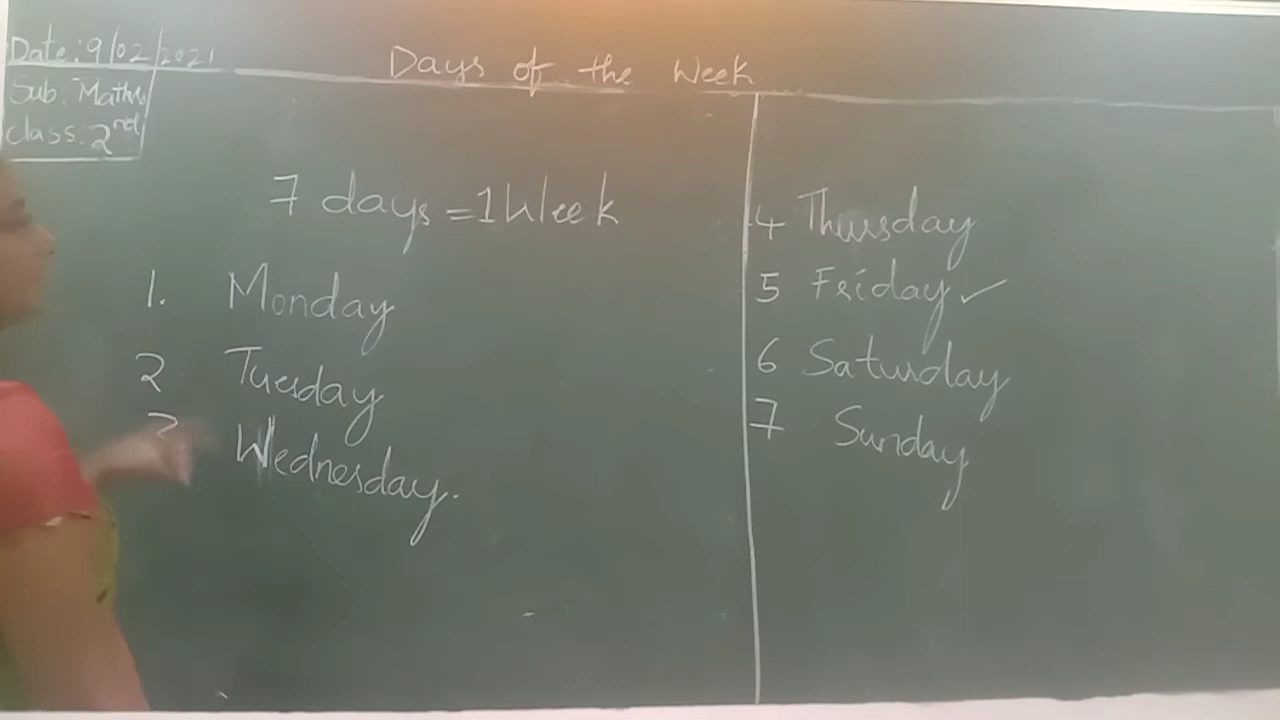 Date: 9/02/2021
Sub: Maths
Class: 2nd
Days of the Week
7 days = 1 Week
1. Monday
2 Tuesday
3 Wednesday.
4 Thursday
5 Friday ✓
6 Saturday
7 Sunday